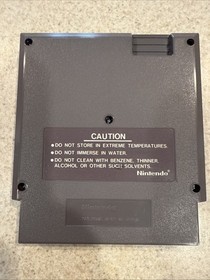 CAUTION
●DO NOT STORE IN EXTREME TEMPERATURES.
●DO NOT IMMERSE IN WATER.
●DO NOT CLEAN WITH BENZENE, THINNER,
ALCOHOL OR OTHER SUCH SOLVENTS.
Nintendo